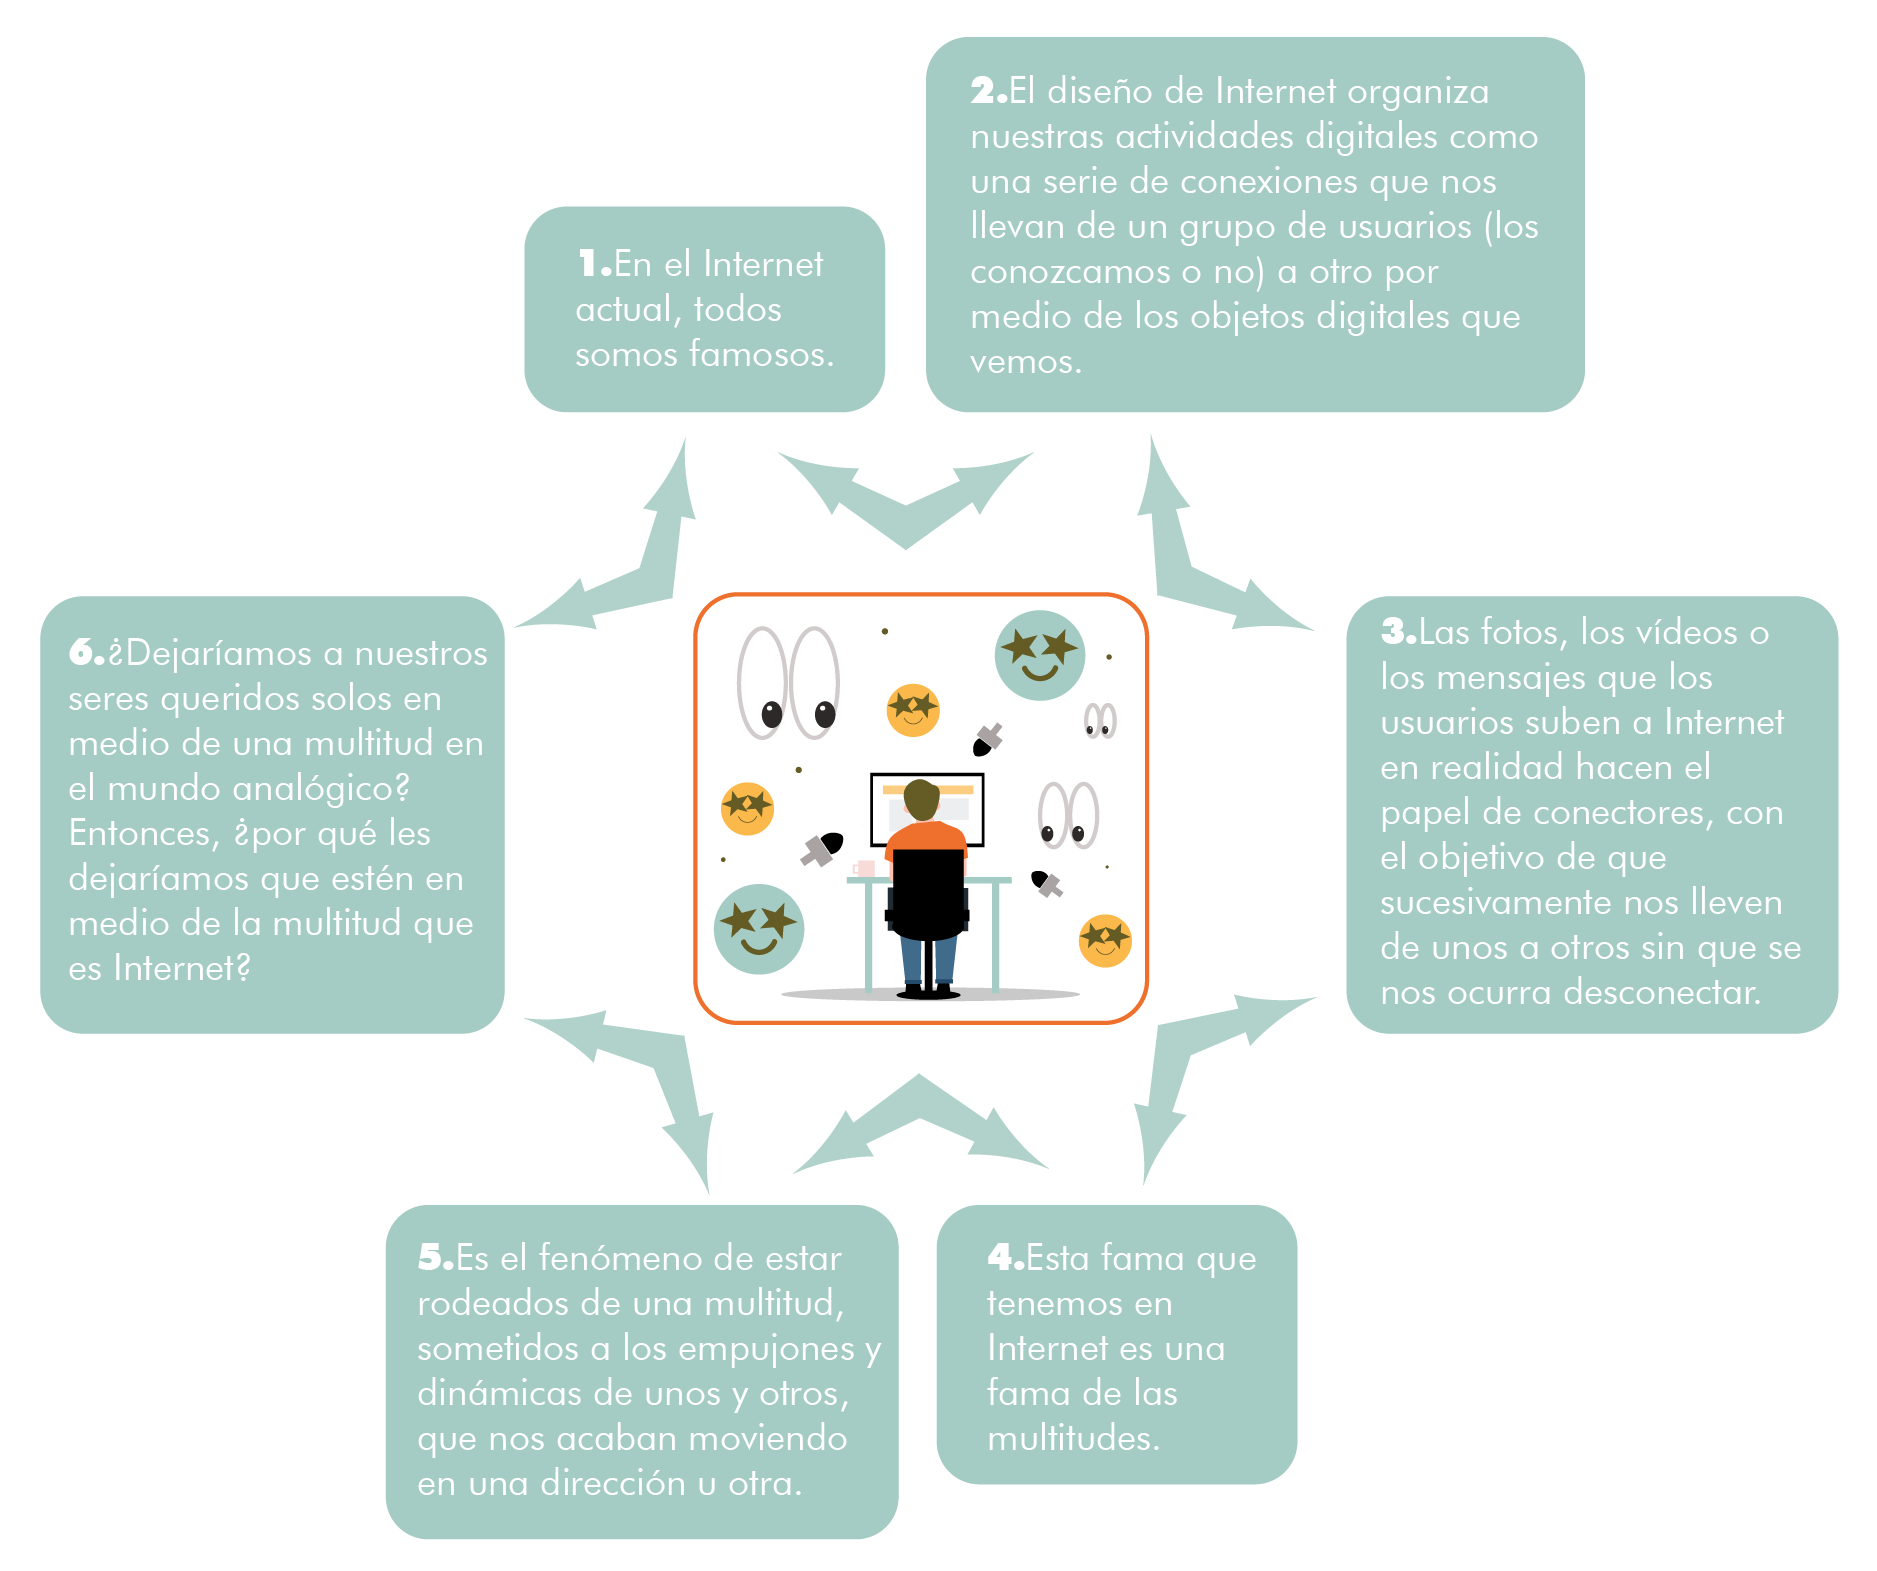 1.En el Internet
actual, todos
somos famosos.
2.El diseño de Internet organiza
nuestras actividades digitales como
una serie de conexiones que nos
llevan de un grupo de usuarios (los
conozcamos o no) a otro por
medio de los objetos digitales que
vemos.
3.Las fotos, los vídeos o
los mensajes que los
usuarios suben a Internet
en realidad hacen el
papel de conectores, con
el objetivo de que
sucesivamente nos lleven
de unos a otros sin que se
nos ocurra desconectar.
4.Esta fama que
tenemos en
Internet es una
fama de las
multitudes.
5.Es el fenómeno de estar
rodeados de una multitud,
sometidos a los empujones y
dinámicas de unos y otros,
que nos acaban moviendo
en una dirección u otra.
6.¿Dejaríamos a nuestros
seres queridos solos en
medio de una multitud en
el mundo analógico?
Entonces, ¿por qué les
dejaríamos que estén en
medio de la multitud que
es Internet?